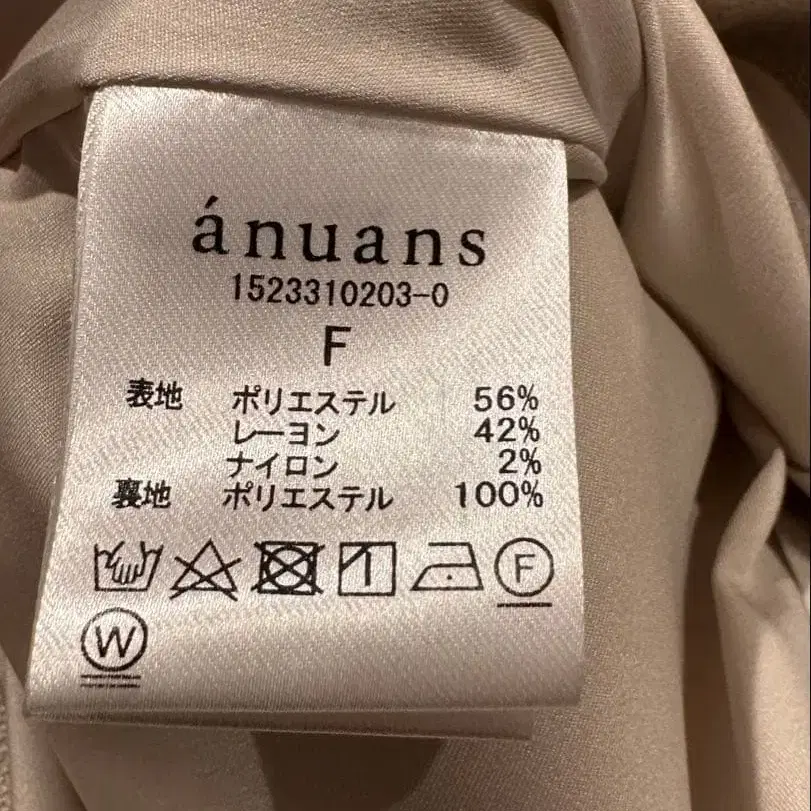 ánuans
1523310203-0
F
表地 ポリエステル 56%
レーヨン 42%
ナイロン 2%
裏地 ポリエステル 100%
F
W